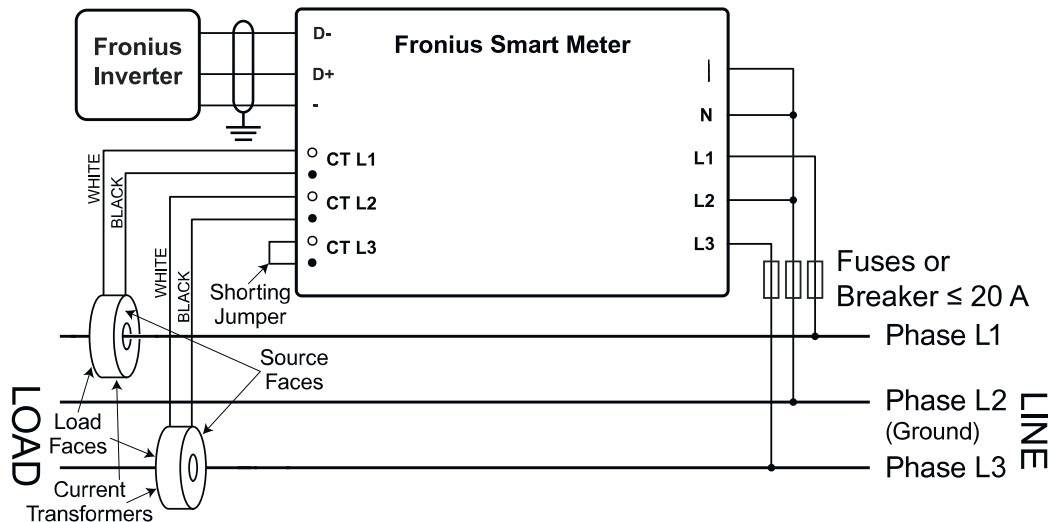 Fronius
Inverter
Fronius Smart Meter
D-
D+
-
CT L1
CT L2
CT L3
|
N
L1
L2
L3
WHITE
BLACK
WHITE
BLACK
Shorting
Jumper
Fuses or
Breaker ≤ 20 A
Phase L1
Source
Faces
LOAD
Load
Faces
Phase L2
(Ground)
LINE
Phase L3
Current
Transformers